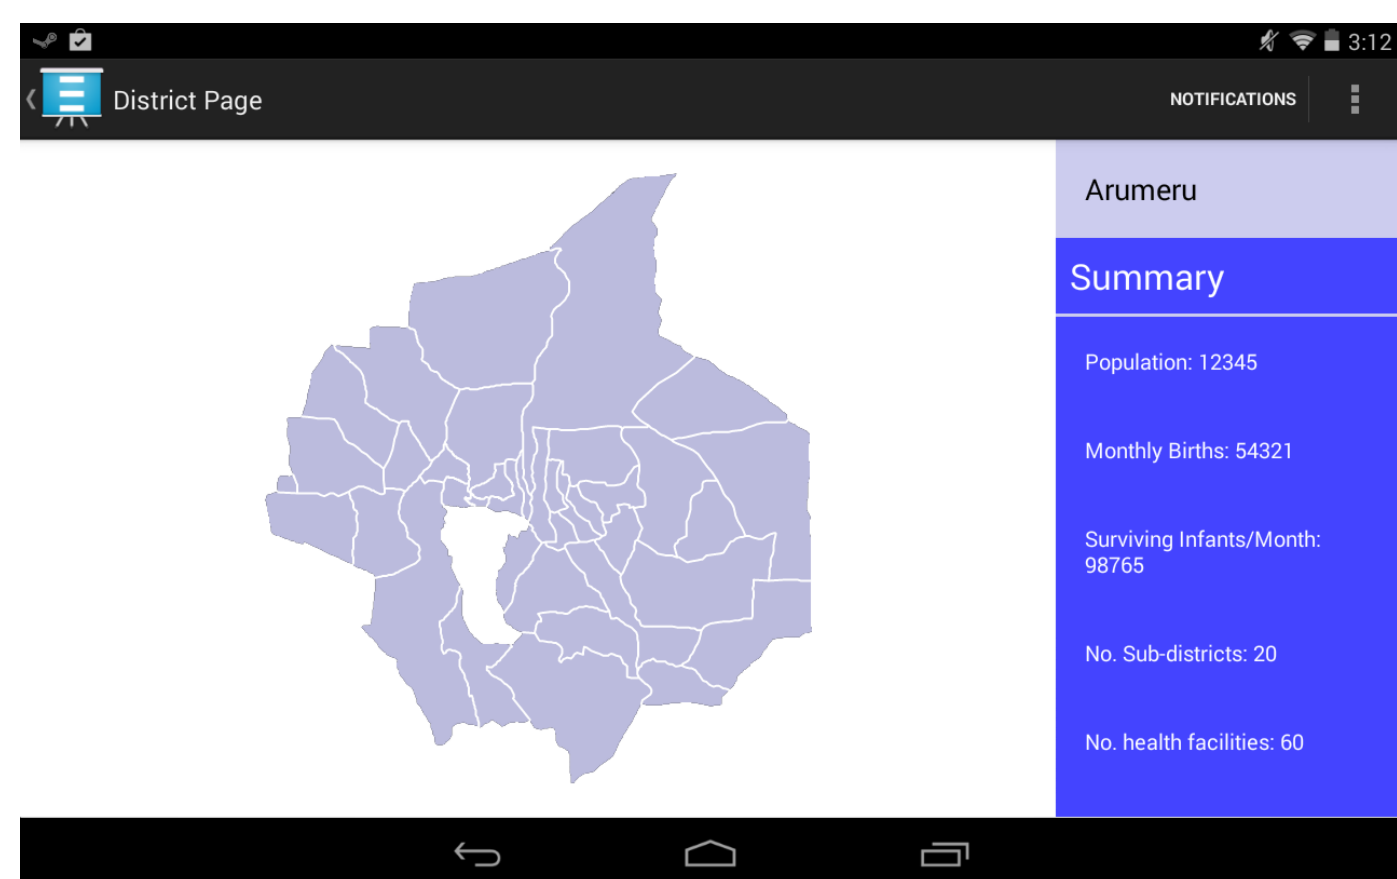 3:12
District Page
NOTIFICATIONS
Arumeru
Summary
Population: 12345
Monthly Births: 54321
Surviving Infants/Month:
98765
No. Sub-districts: 20
No. health facilities: 60